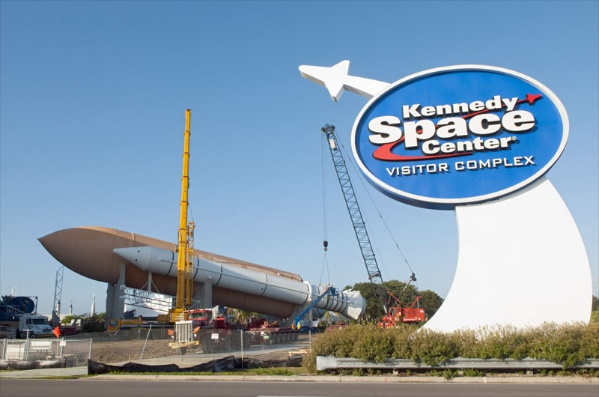 Kennedy
Space
Center
VISITOR COMPLEX